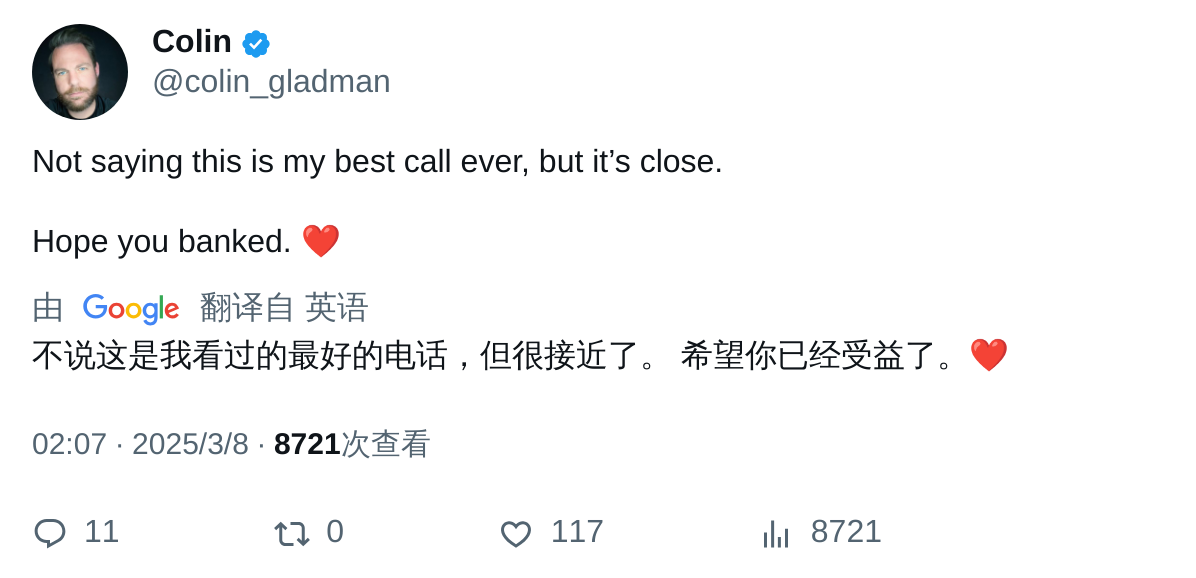 Colin
@colin_gladman
Not saying this is my best call ever, but it’s close.
Hope you banked. ❤️
由 Google 翻译自 英语
不说这是我看过的最好的电话，但很接近了。 希望你已经受益了。❤️
02:07 · 2025/3/8 · 8721次查看
11 0 117 8721